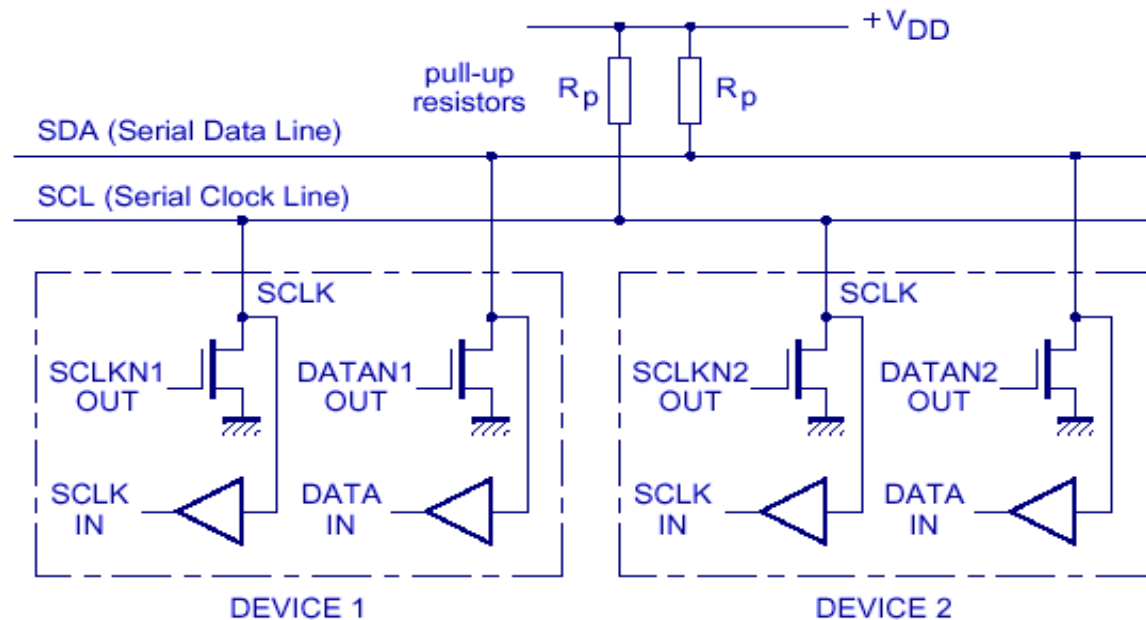 +VDD
pull-up
resistors
Rp
Rp
SDA (Serial Data Line)
SCL (Serial Clock Line)
SCLK
SCLKN1
OUT
DATAN1
OUT
SCLK
IN
DATA
IN
DEVICE 1
SCLK
SCLKN2
OUT
DATAN2
OUT
SCLK
IN
DATA
IN
DEVICE 2